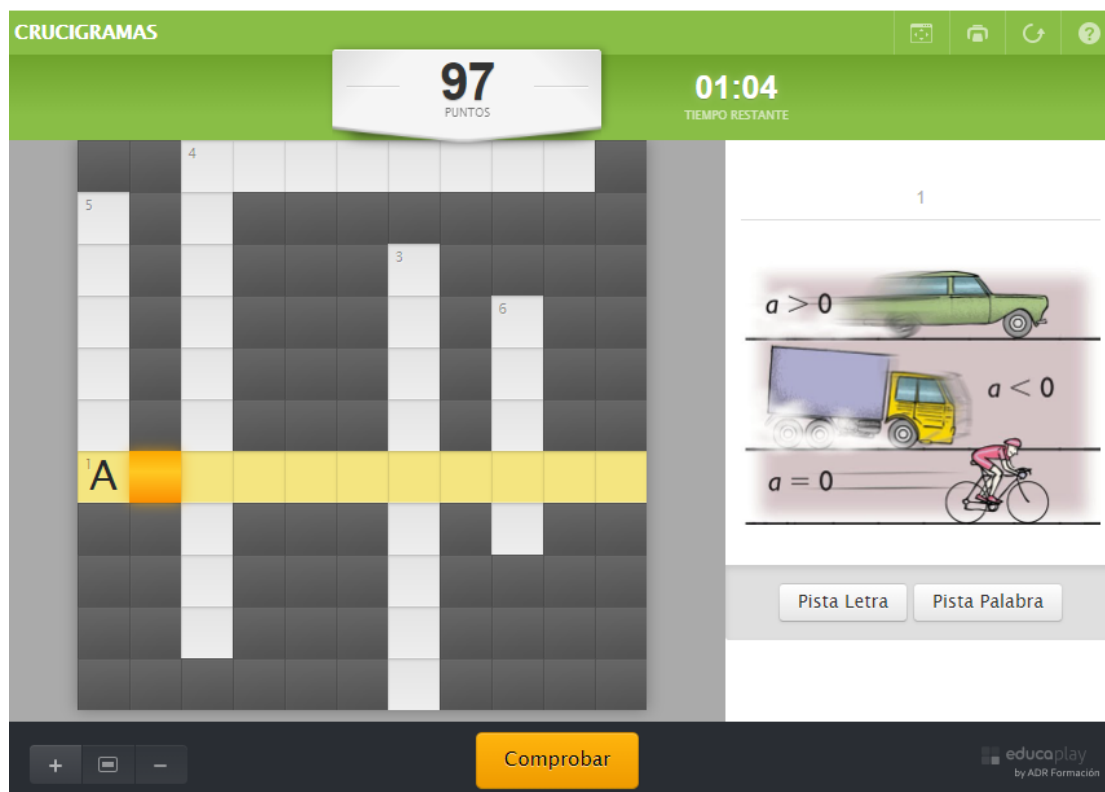 CRUCIGRAMAS
?
97
PUNTOS
01:04
TIEMPO RESTANTE
4
5
3
6
1
A
1
a > 0
a < 0
a = 0
Pista Letra
Pista Palabra
+
−
Comprobar
educaplay
by ADR Formación